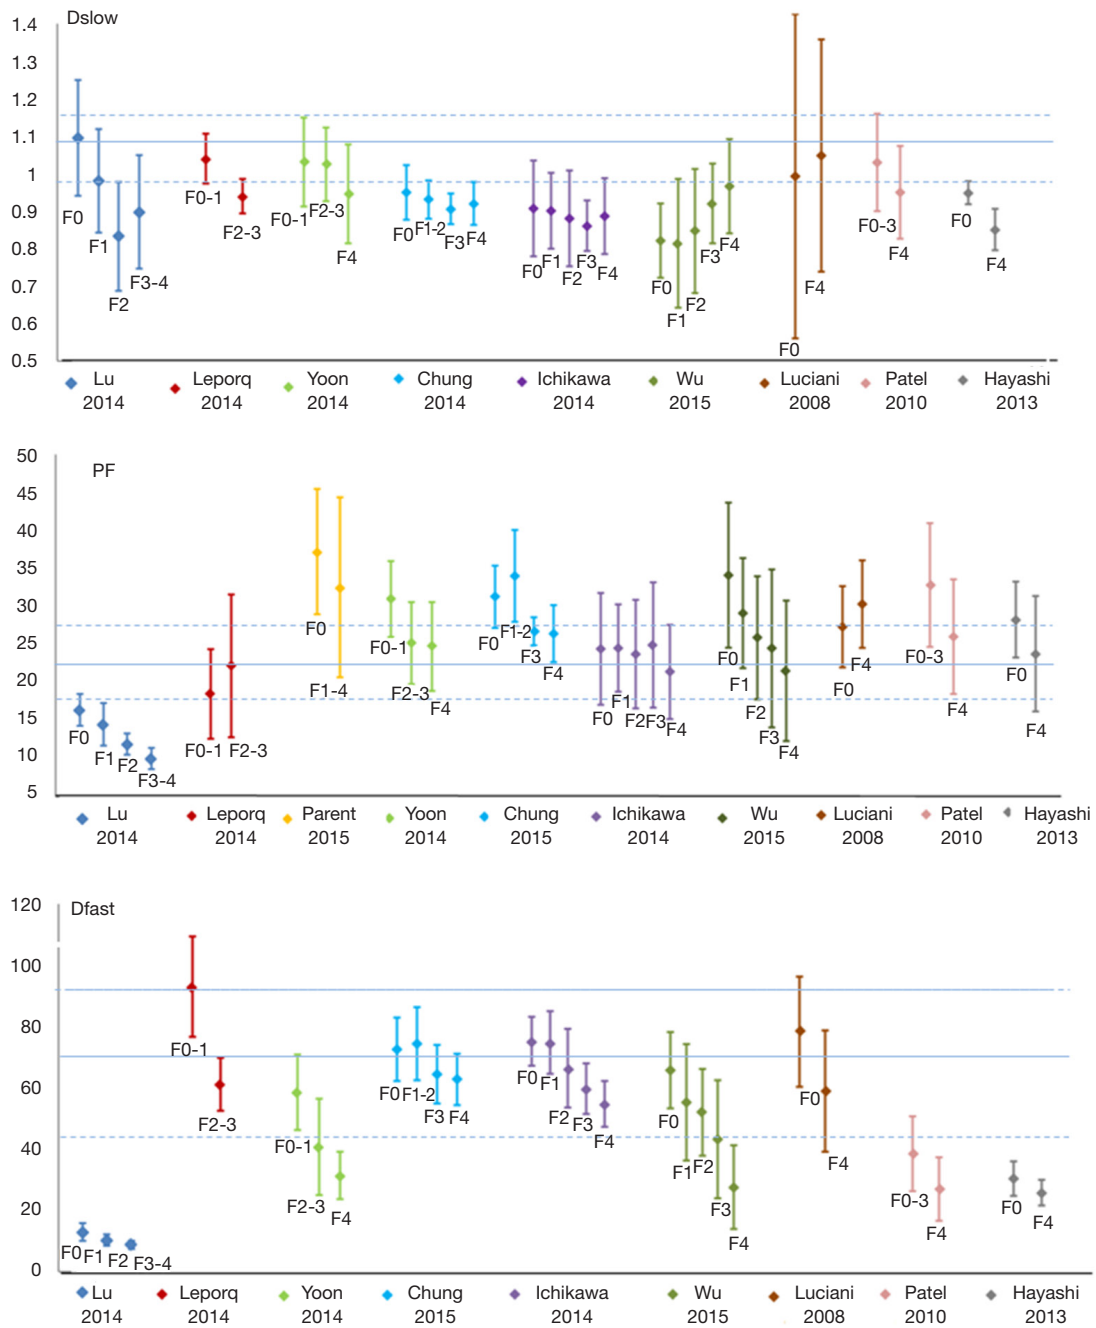 Dslow
1.4
1.3
1.2
1.1
1
0.9
0.8
0.7
0.6
0.5
F0
F1
F2
F3-4
F0-1
F2-3
F0-1
F2-3
F4
F0
F1-2
F3
F4
F0
F1
F2
F3
F4
F0
F1
F2
F3
F4
F0
F4
F0-3
F4
F0
F4
Lu Leporq Yoon Chung Ichikawa Wu Luciani Patel Hayashi
2014 2014 2014 2014 2014 2015 2008 2010 2013
PF
50
45
40
35
30
25
20
15
10
5
F0
F1
F2
F3-4
F0-1
F2-3
F0
F1-4
F0-1
F2-3
F4
F0
F1-2
F3
F4
F0
F1
F2
F3
F4
F0
F1
F2
F3
F4
F0
F4
F0-3
F4
F0
F4
Lu Leporq Parent Yoon Chung Ichikawa Wu Luciani Patel Hayashi
2014 2014 2015 2014 2015 2014 2015 2008 2010 2013
Dfast
120
100
80
60
40
20
0
F0
F1
F2
F3-4
F0-1
F2-3
F0-1
F2-3
F4
F0
F1-2
F3
F4
F0
F1
F2
F3
F4
F0
F1
F2
F3
F4
F0
F4
F0-3
F4
F0
F4
Lu Leporq Yoon Chung Ichikawa Wu Luciani Patel Hayashi
2014 2014 2014 2015 2014 2015 2008 2010 2013